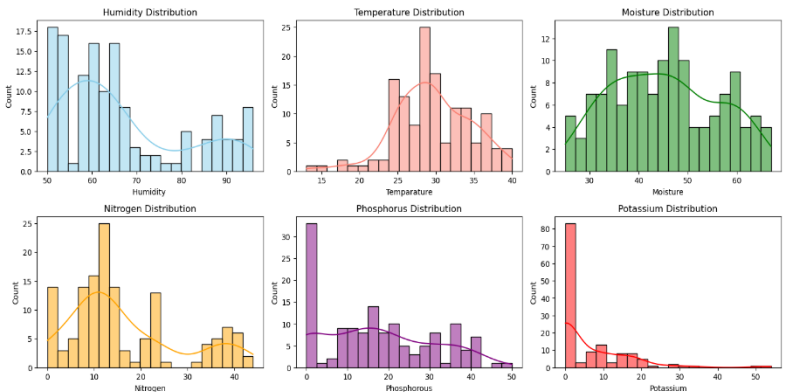 Humidity Distribution
17.5
15.0
12.5
10.0
7.5
5.0
2.5
0.0
Count
50 60 70 80 90
Humidity
Temperature Distribution
25
20
15
10
5
0
Count
15 20 25 30 35 40
Temparature
Moisture Distribution
12
10
8
6
4
2
0
Count
30 40 50 60
Moisture
Nitrogen Distribution
25
20
15
10
5
0
Count
0 10 20 30 40
Nitrogen
Phosphorus Distribution
30
25
20
15
10
5
0
Count
0 10 20 30 40 50
Phosphorous
Potassium Distribution
80
70
60
50
40
30
20
10
0
Count
0 10 20 30 40 50
Potassium